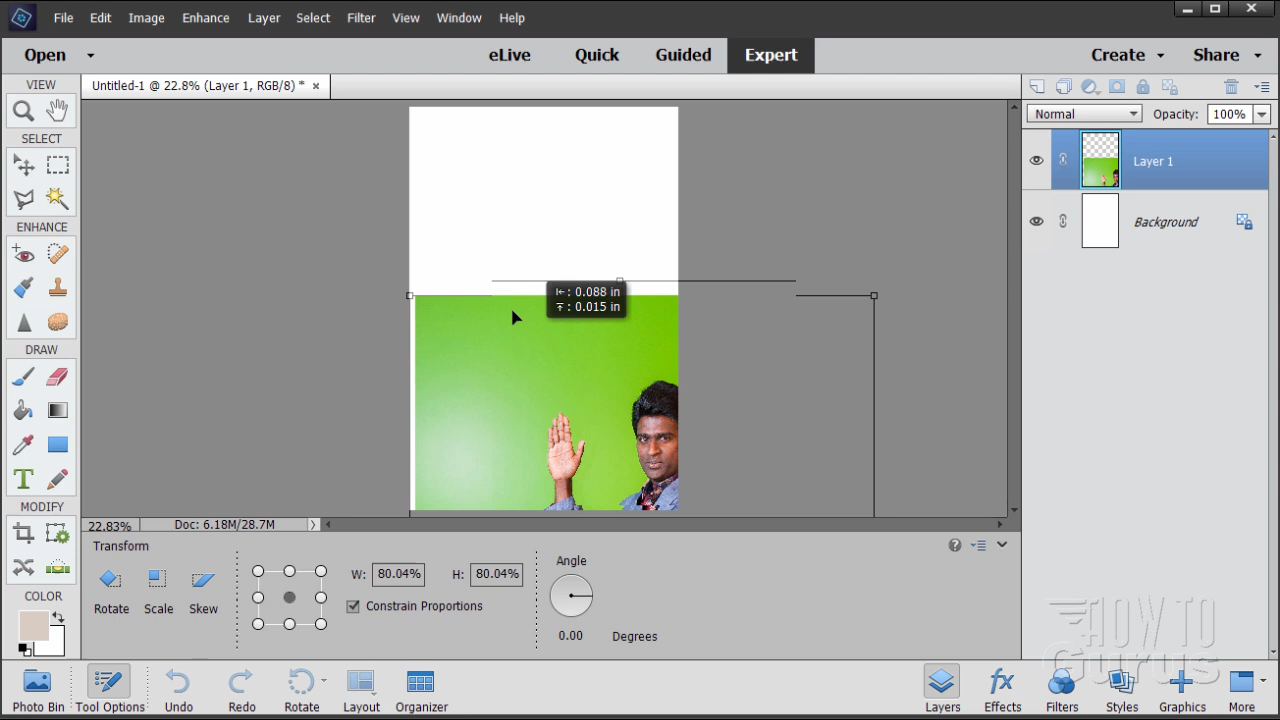 File Edit Image Enhance Layer Select Filter View Window Help
Open eLive Quick Guided Expert Create Share
VIEW Untitled-1 @ 22.8% (Layer 1, RGB/8) * ×
Normal Opacity: 100%
SELECT
Layer 1
ENHANCE
Background
: 0.088 in
: 0.015 in
DRAW
T
MODIFY
22.83% Doc: 6.18M/28.7M
Transform
Angle
W: 80.04% H: 80.04%
COLOR
Rotate Scale Skew Constrain Proportions
0.00 Degrees
HOW TO
Gurus
Photo Bin Tool Options Undo Redo Rotate Layout Organizer Layers Effects Filters Styles Graphics More